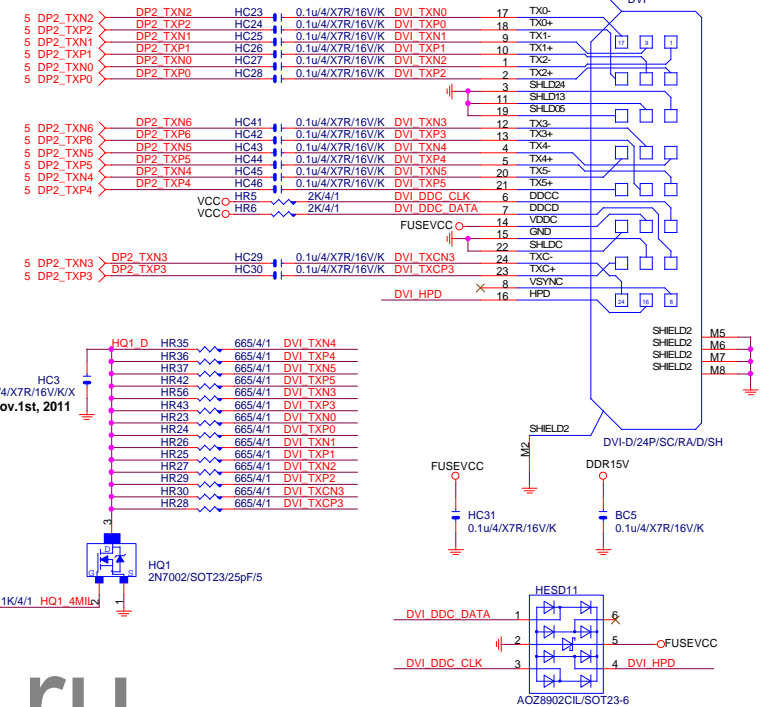 DVI
5 DP2_TXN2 DP2_TXN2 HC23 0.1u/4/X7R/16V/K DVI_TXN0 17 TX0-
5 DP2_TXP2 DP2_TXP2 HC24 0.1u/4/X7R/16V/K DVI_TXP0 18 TX0+
5 DP2_TXN1 DP2_TXN1 HC25 0.1u/4/X7R/16V/K DVI_TXN1 9 TX1-
5 DP2_TXP1 DP2_TXP1 HC26 0.1u/4/X7R/16V/K DVI_TXP1 10 TX1+
5 DP2_TXN0 DP2_TXN0 HC27 0.1u/4/X7R/16V/K DVI_TXN2 1 TX2-
5 DP2_TXP0 DP2_TXP0 HC28 0.1u/4/X7R/16V/K DVI_TXP2 2 TX2+
17 9 1
3 SHLD24
11 SHLD13
19 SHLD05
5 DP2_TXN6 DP2_TXN6 HC41 0.1u/4/X7R/16V/K DVI_TXN3 12 TX3-
5 DP2_TXP6 DP2_TXP6 HC42 0.1u/4/X7R/16V/K DVI_TXP3 13 TX3+
5 DP2_TXN5 DP2_TXN5 HC43 0.1u/4/X7R/16V/K DVI_TXN4 4 TX4-
5 DP2_TXP5 DP2_TXP5 HC44 0.1u/4/X7R/16V/K DVI_TXP4 5 TX4+
5 DP2_TXN4 DP2_TXN4 HC45 0.1u/4/X7R/16V/K DVI_TXN5 20 TX5-
5 DP2_TXP4 DP2_TXP4 HC46 0.1u/4/X7R/16V/K DVI_TXP5 21 TX5+
VCC HR5 2K/4/1 DVI_DDC_CLK 6 DDCC
VCC HR6 2K/4/1 DVI_DDC_DATA 7 DDCD
FUSEVCC 14 VDDC
15 GND
22 SHLDC
5 DP2_TXN3 DP2_TXN3 HC29 0.1u/4/X7R/16V/K DVI_TXCN3 24 TXC-
5 DP2_TXP3 DP2_TXP3 HC30 0.1u/4/X7R/16V/K DVI_TXCP3 23 TXC+
8 VSYNC
DVI_HPD 16 HPD
24 16 8
SHIELD2 M5
SHIELD2 M6
SHIELD2 M7
SHIELD2 M8
SHIELD2
M2
DVI-D/24P/SC/RA/D/SH
HQ1_D HR35 665/4/1 DVI_TXN4
HR36 665/4/1 DVI_TXP4
HR37 665/4/1 DVI_TXN5
HR42 665/4/1 DVI_TXP5
HR56 665/4/1 DVI_TXN3
HR43 665/4/1 DVI_TXP3
HR23 665/4/1 DVI_TXN0
HR24 665/4/1 DVI_TXP0
HR26 665/4/1 DVI_TXN1
HR25 665/4/1 DVI_TXP1
HR27 665/4/1 DVI_TXN2
HR29 665/4/1 DVI_TXP2
HR30 665/4/1 DVI_TXCN3
HR28 665/4/1 DVI_TXCP3
HC3
/4/X7R/16V/K/X
ov.1st, 2011
3
D
G S
HQ1
2N7002/SOT23/25pF/5
1K/4/1 HQ1_4MIL 2 1
FUSEVCC
HC31
0.1u/4/X7R/16V/K
DDR15V
BC5
0.1u/4/X7R/16V/K
HESD11
DVI_DDC_DATA 1 6
2 5 FUSEVCC
DVI_DDC_CLK 3 4 DVI_HPD
AOZ8902CIL/SOT23-6
ru